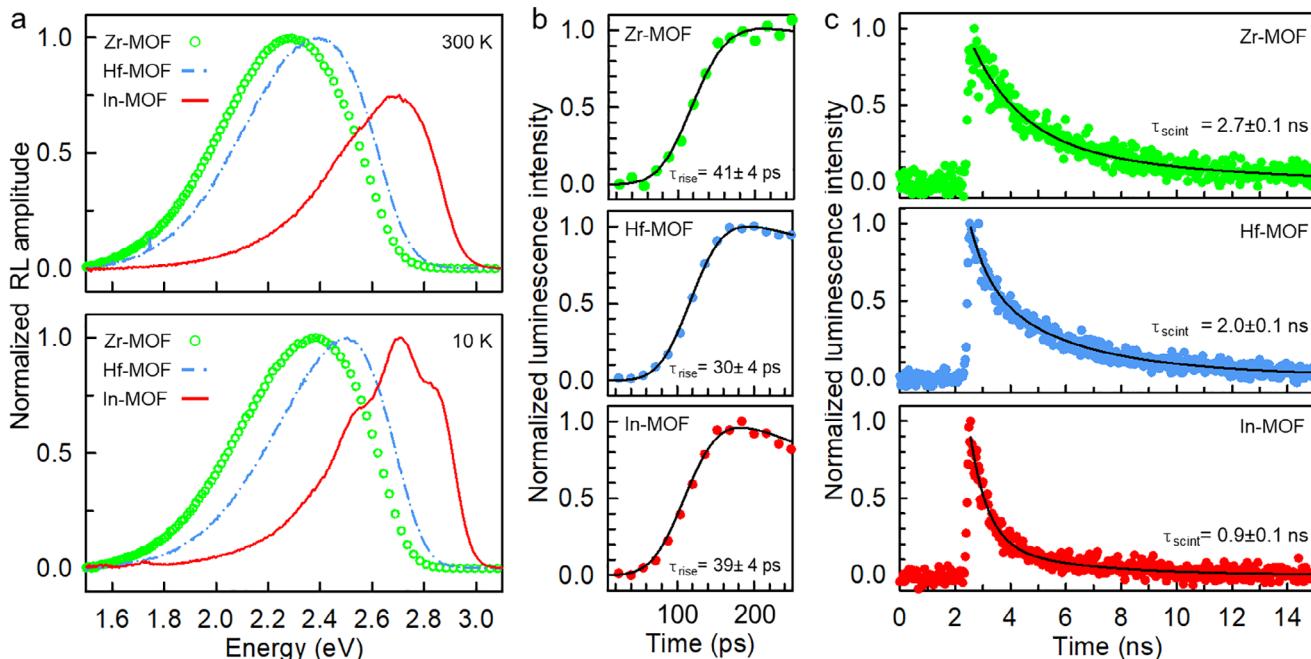 a
Normalized RL amplitude
1.0
0.5
0.0
Zr-MOF
Hf-MOF
In-MOF
300 K
1.0
0.5
0.0
Zr-MOF
Hf-MOF
In-MOF
10 K
1.6 1.8 2.0 2.2 2.4 2.6 2.8 3.0
Energy (eV)
b
Normalized luminescence intensity
Zr-MOF
1.0
0.5
0.0
τrise= 41± 4 ps
Hf-MOF
1.0
0.5
0.0
τrise= 30± 4 ps
In-MOF
1.0
0.5
0.0
τrise= 39± 4 ps
100 200
Time (ps)
c
Normalized luminescence intensity
Zr-MOF
1.0
0.5
0.0
τscint = 2.7±0.1 ns
Hf-MOF
1.0
0.5
0.0
τscint = 2.0±0.1 ns
In-MOF
1.0
0.5
0.0
τscint = 0.9±0.1 ns
0 2 4 6 8 10 12 14
Time (ns)